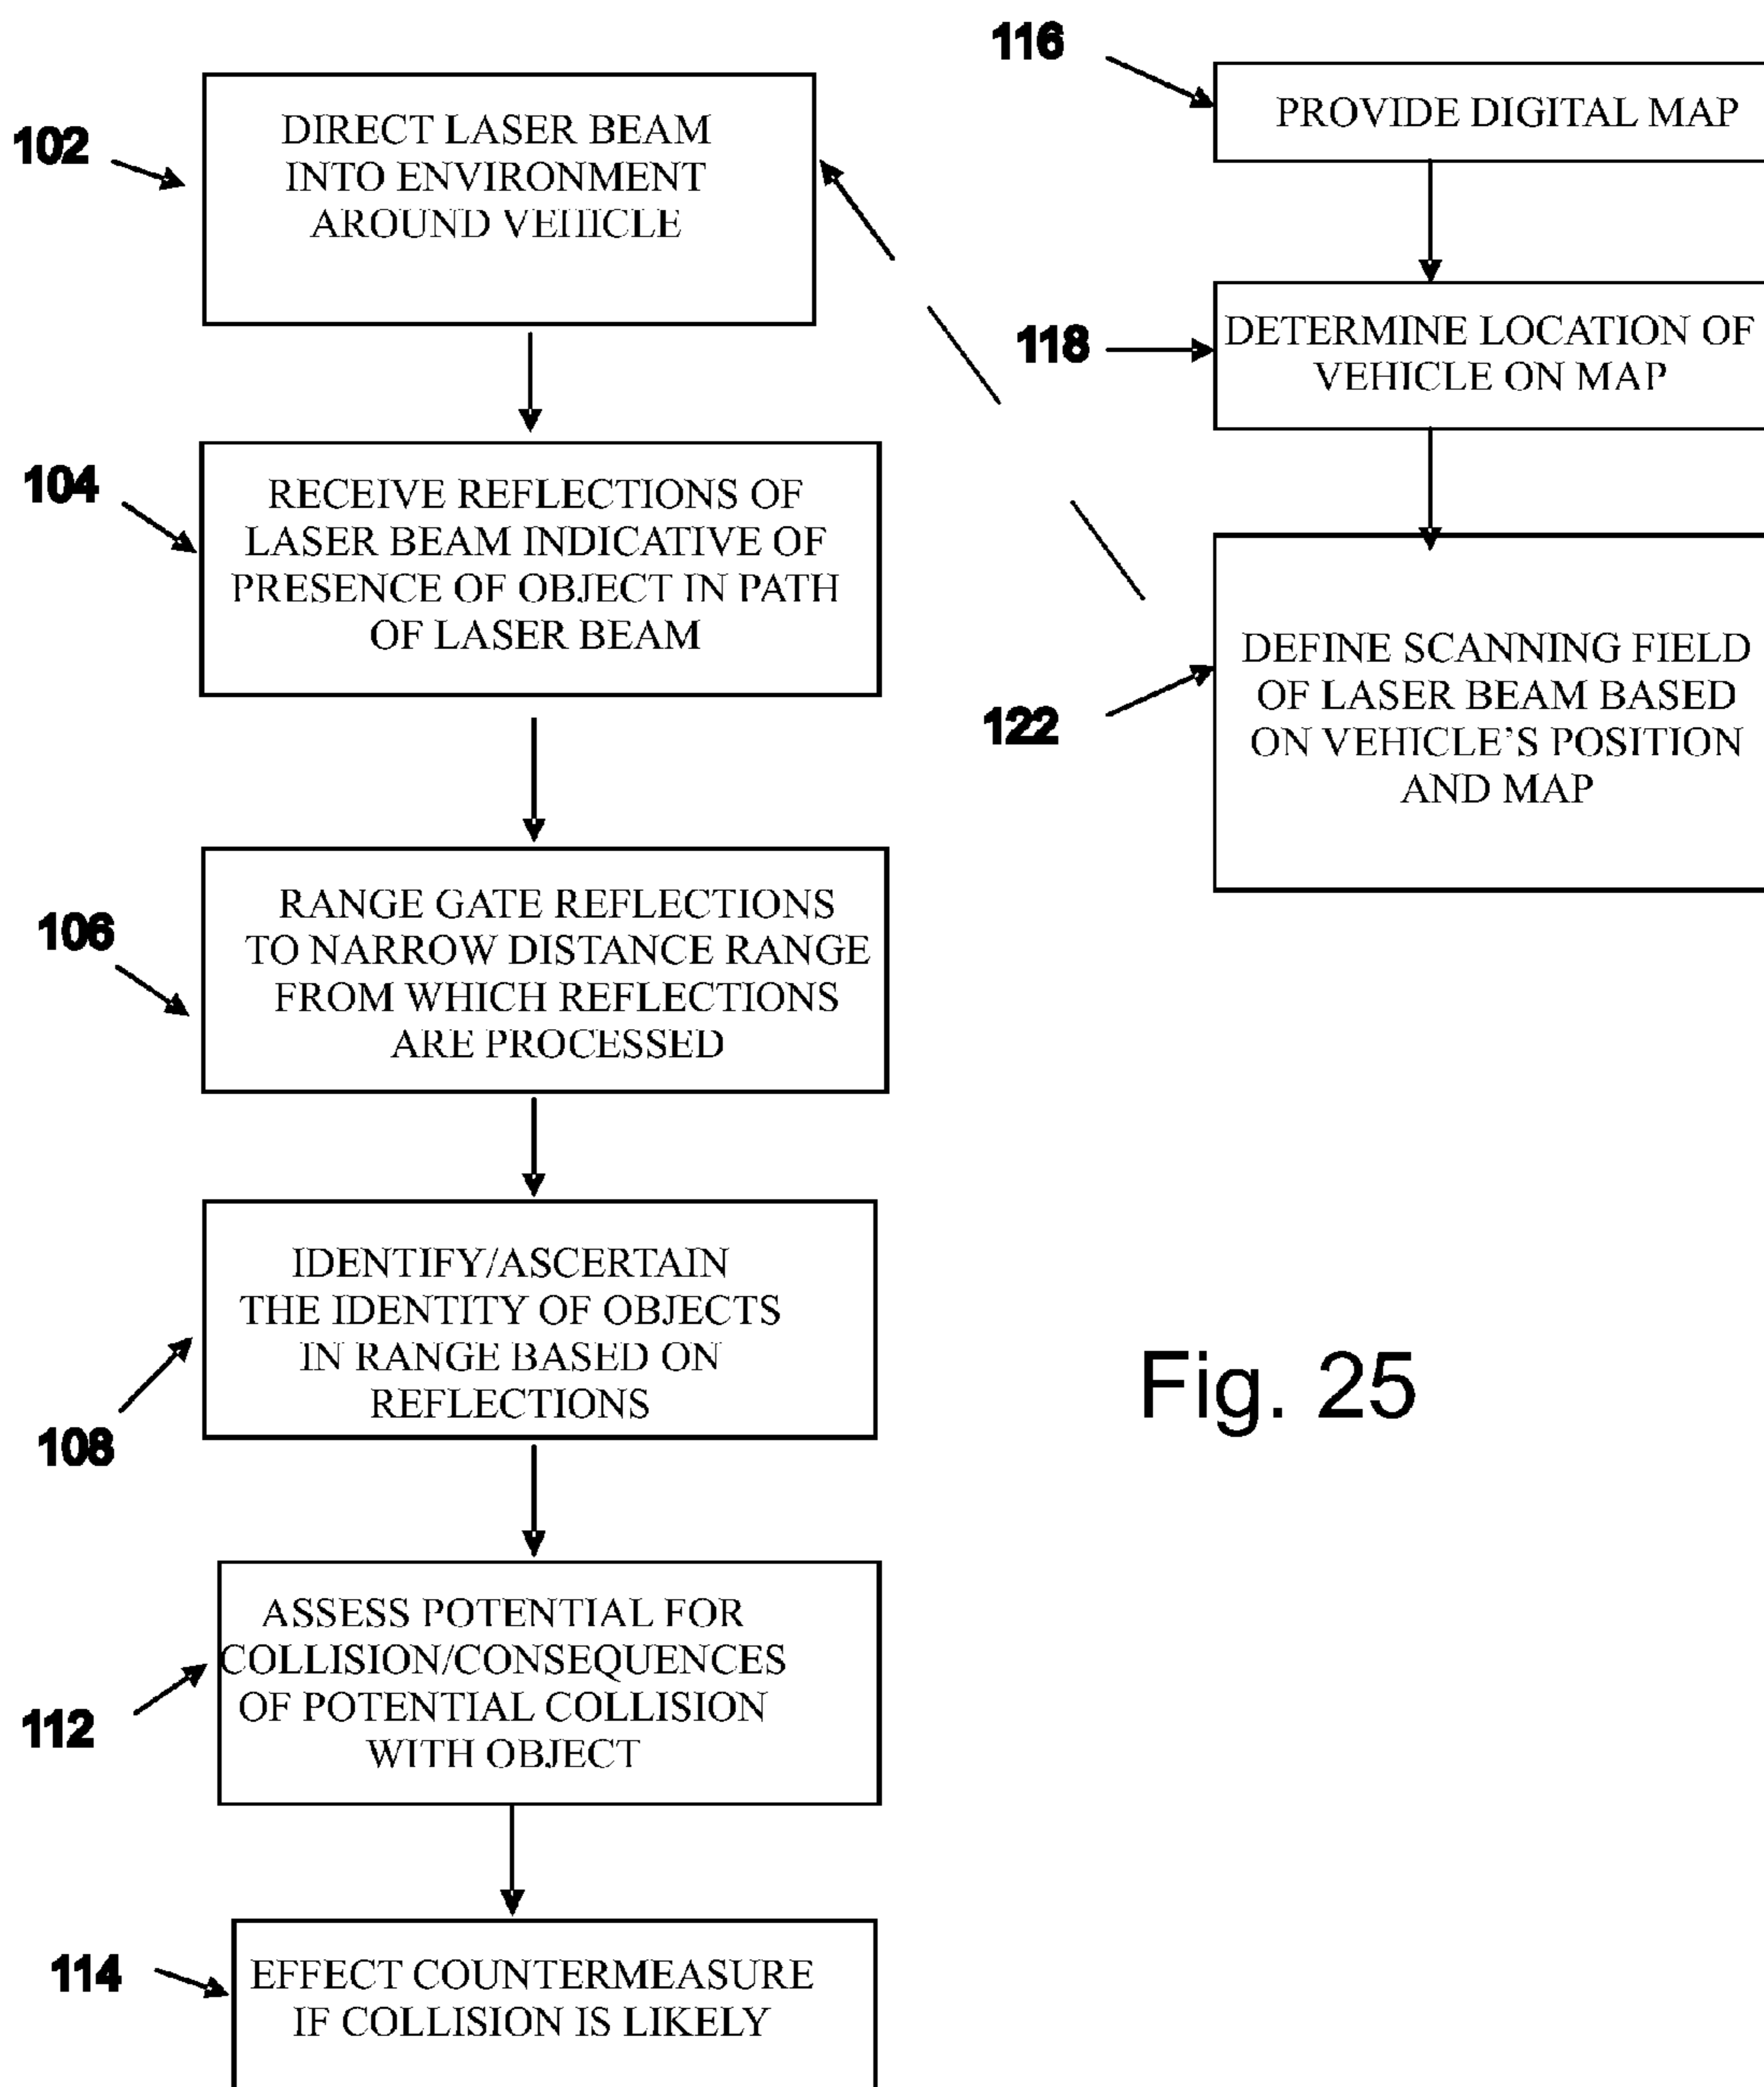 102
DIRECT LASER BEAM
INTO ENVIRONMENT
AROUND VEHICLE
104
RECEIVE REFLECTIONS OF
LASER BEAM INDICATIVE OF
PRESENCE OF OBJECT IN PATH
OF LASER BEAM
106
RANGE GATE REFLECTIONS
TO NARROW DISTANCE RANGE
FROM WHICH REFLECTIONS
ARE PROCESSED
108
IDENTIFY/ASCERTAIN
THE IDENTITY OF OBJECTS
IN RANGE BASED ON
REFLECTIONS
112
ASSESS POTENTIAL FOR
COLLISION/CONSEQUENCES
OF POTENTIAL COLLISION
WITH OBJECT
114
EFFECT COUNTERMEASURE
IF COLLISION IS LIKELY
116
PROVIDE DIGITAL MAP
118
DETERMINE LOCATION OF
VEHICLE ON MAP
122
DEFINE SCANNING FIELD
OF LASER BEAM BASED
ON VEHICLE’S POSITION
AND MAP
Fig. 25